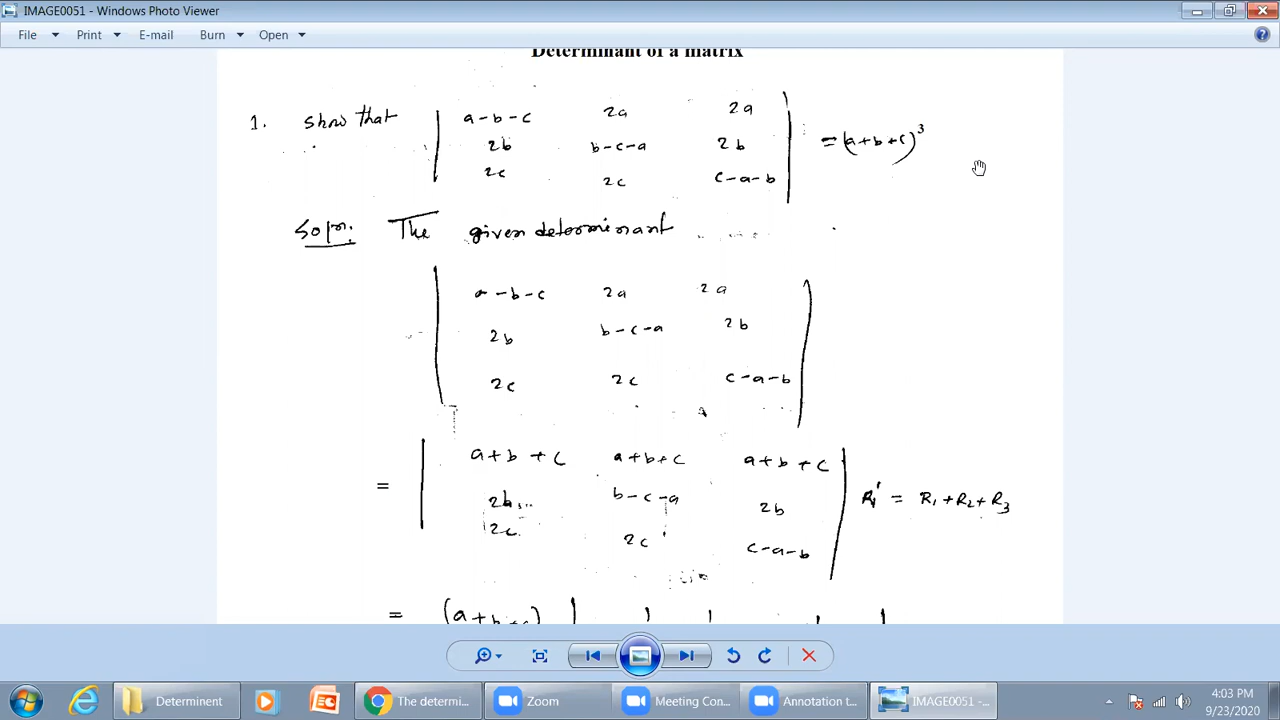 IMAGE0051 - Windows Photo Viewer
File Print E-mail Burn Open
Determinant of a matrix
1. Show that | a-b-c 2a 2a |
| 2b b-c-a 2b | = (a+b+c)³
| 2c 2c c-a-b |
Soln. The given determinant
| a-b-c 2a 2a |
| 2b b-c-a 2b |
| 2c 2c c-a-b |
= | a+b+c a+b+c a+b+c |
| 2b b-c-a 2b | R₁' = R₁+R₂+R₃
| 2c 2c c-a-b |
= (a+b+c) |
Determinent
The determi...
Zoom
Meeting Con...
Annotation t...
IMAGE0051 -...
4:03 PM
9/23/2020